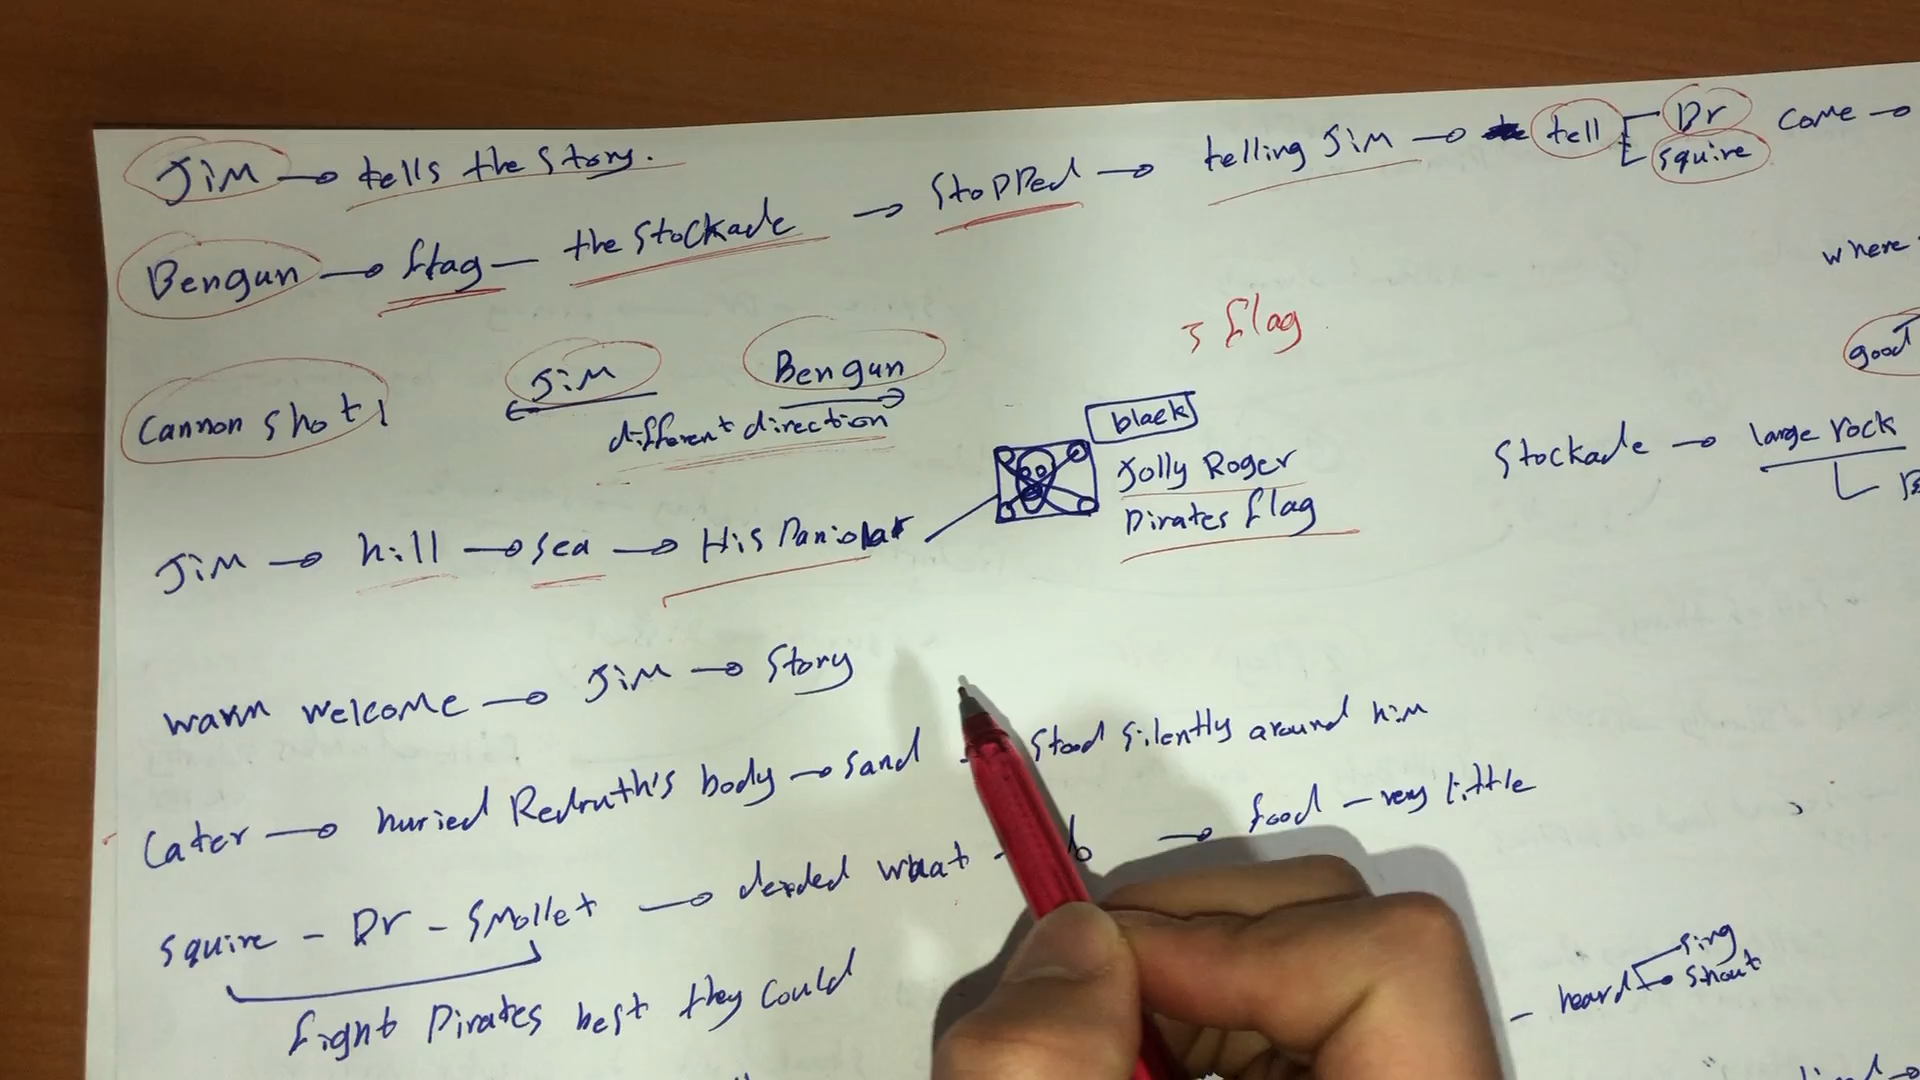 Jim → tells the story.
Bengun → flag — the stockade → stopped → telling Jim → tell Dr squire come →
where
3 flag
good J
Cannon shot! Jim Bengun
different direction
black
Jolly Roger
Pirates flag
Stockade → large rock
Jim → hill → sea → Hispaniolar
warm welcome → Jim → story
Later → buried Redruth's body → sand - stood silently around him
squire - Dr - Smollet → decided what → food - very little
fight Pirates best they could
- heard sing
shout